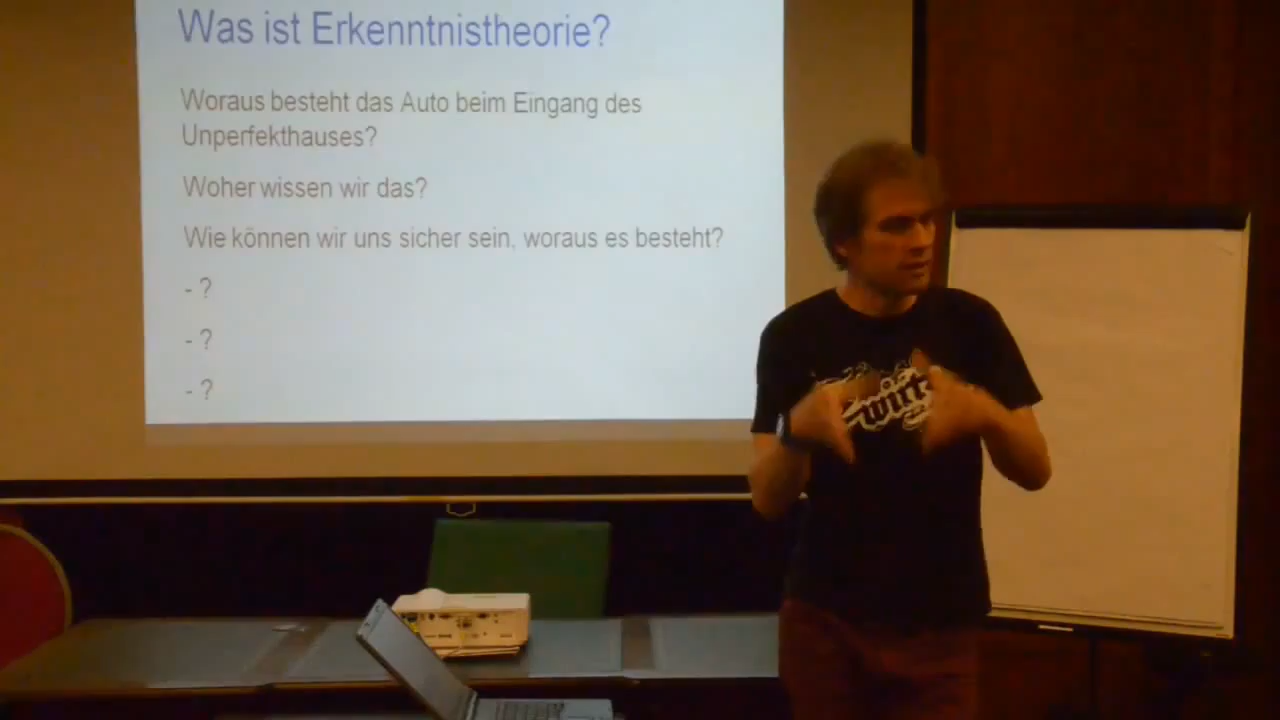 Was ist Erkenntnistheorie?
Woraus besteht das Auto beim Eingang des
Unperfekthauses?
Woher wissen wir das?
Wie können wir uns sicher sein, woraus es besteht?
- ?
- ?
- ?